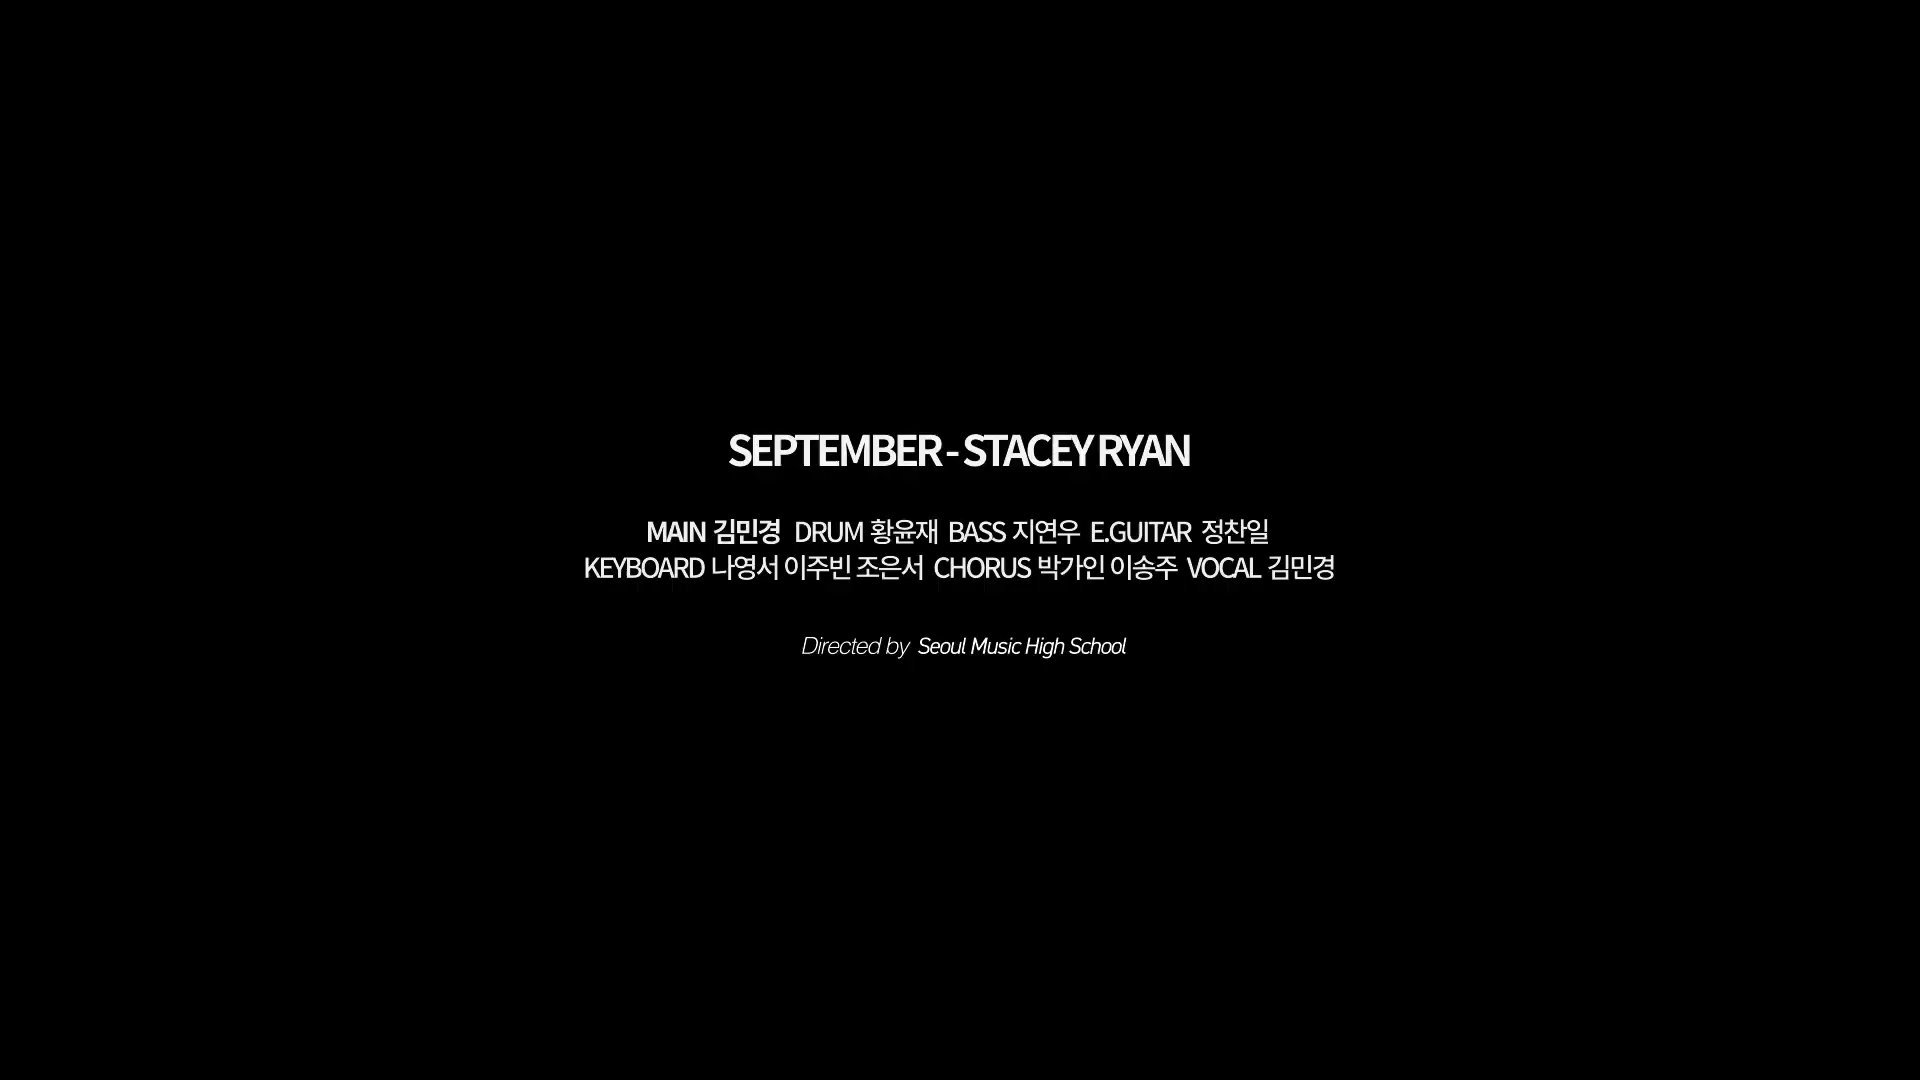 SEPTEMBER - STACEY RYAN
MAIN 김민경 DRUM 황윤재 BASS 지연우 E.GUITAR 정찬일
KEYBOARD 나영서 이주빈 조은서 CHORUS 박가인 이송주 VOCAL 김민경
Directed by Seoul Music High School